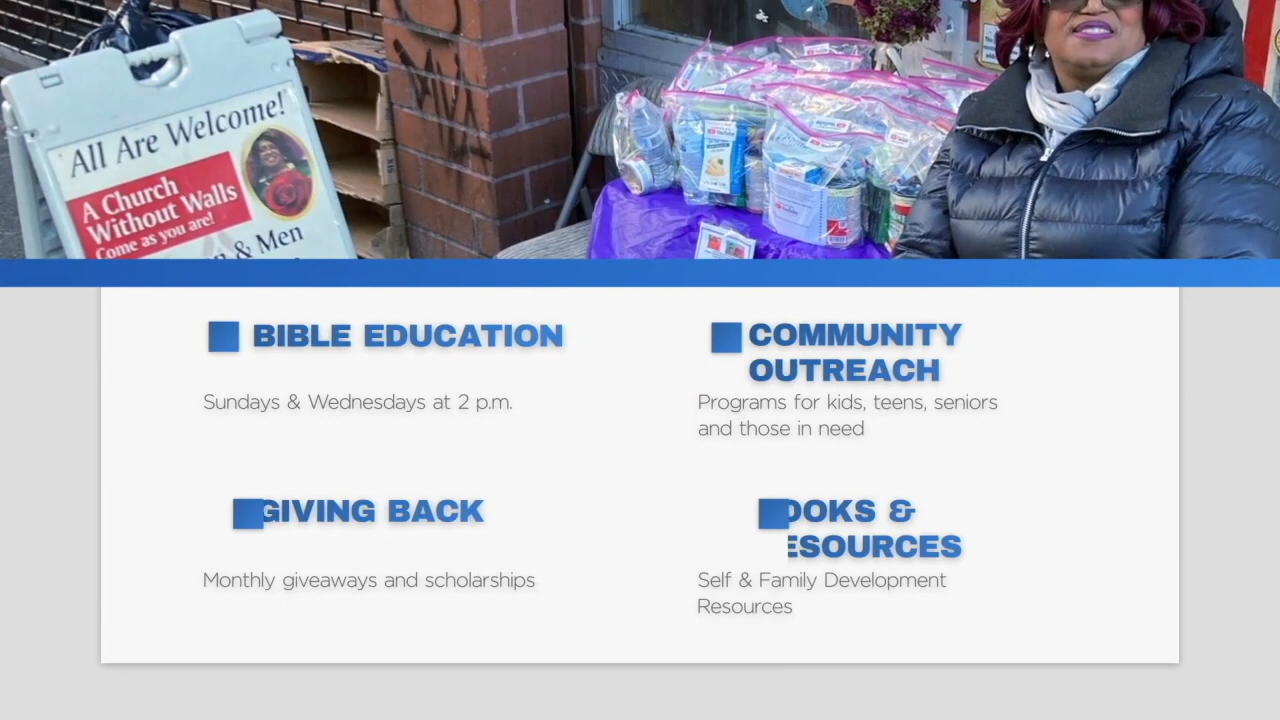 All Are Welcome!
A Church
Without Walls
Come as you are!
& Men
BIBLE EDUCATION
Sundays & Wednesdays at 2 p.m.
COMMUNITY
OUTREACH
Programs for kids, teens, seniors
and those in need
GIVING BACK
Monthly giveaways and scholarships
OOKS &
ESOURCES
Self & Family Development
Resources